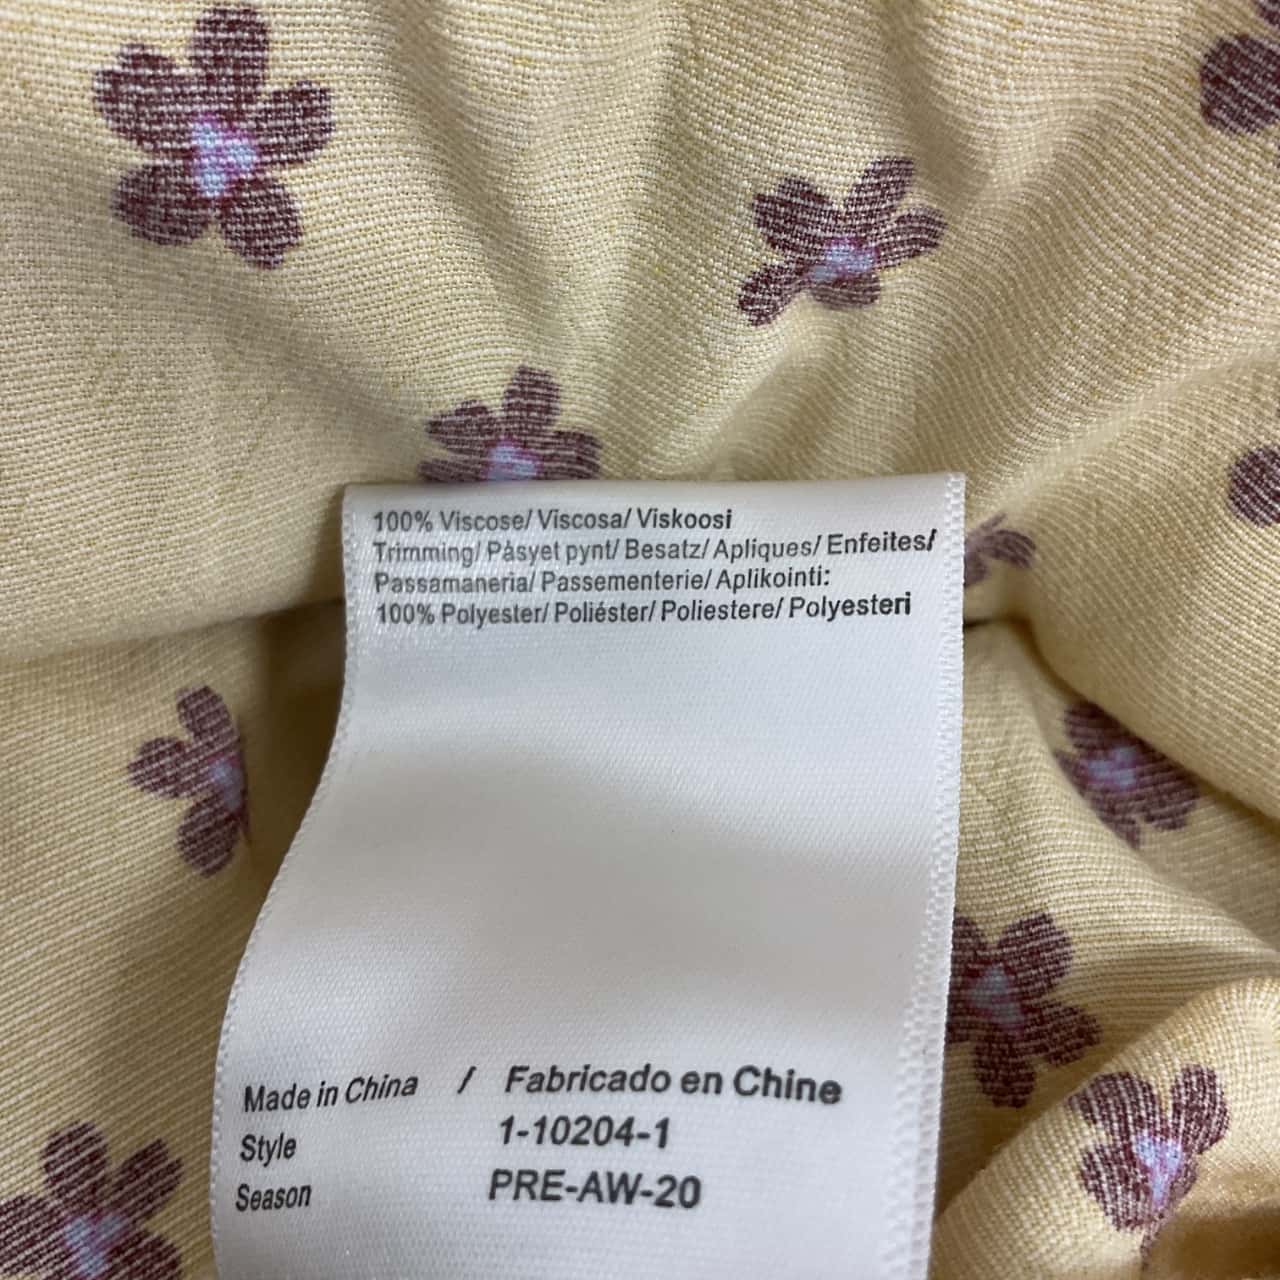 100% Viscose/ Viscosa/ Viskoosi
Trimming/ Påsyet pynt/ Besatz/ Apliques/ Enfeites/
Passamaneria/ Passementerie/ Aplikointi:
100% Polyester/ Poliéster/ Poliestere/ Polyesteri
Made in China / Fabricado en Chine
Style 1-10204-1
Season PRE-AW-20